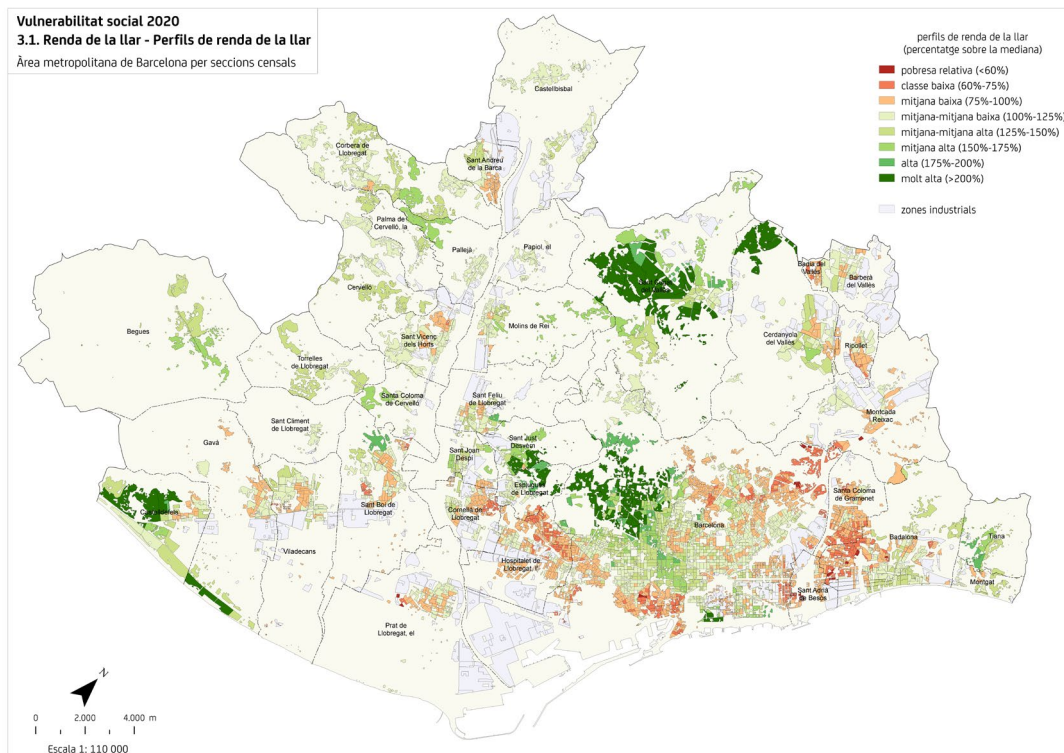 Vulnerabilitat social 2020
3.1. Renda de la llar - Perfils de renda de la llar
Àrea metropolitana de Barcelona per seccions censals
perfils de renda de la llar
(percentatge sobre la mediana)
pobresa relativa (<60%)
classe baixa (60%-75%)
mitjana baixa (75%-100%)
mitjana-mitjana baixa (100%-125%)
mitjana-mitjana alta (125%-150%)
mitjana alta (150%-175%)
alta (175%-200%)
molt alta (>200%)
zones industrials
Castellbisbal
Corbera de
Llobregat
Sant Andreu
de la Barca
Palma de
Cervelló, la
Pallejà
Papiol, el
Badia del
Vallès
Barberà
del Vallès
Cervelló
Begues
Sant Vicenç
dels Horts
Molins de Rei
Cerdanyola
del Vallès
Ripollet
Torrelles
de Llobregat
Santa Coloma
de Cervelló
Sant Feliu
de Llobregat
Montcada
Reixac
Sant Climent
de Llobregat
Gavà
Sant Joan
Despí
Sant Just
Desvern
Esplugues
de Llobregat
Santa Coloma
de Gramenet
Castelldefels
Sant Boi de
Llobregat
Cornellà de
Llobregat
Barcelona
Badalona
Tiana
Viladecans
Hospitalet de
Llobregat, l'
Montgat
Sant Adrià
de Besòs
Prat de
Llobregat, el
N
0 2.000 4.000 m
Escala 1: 110 000